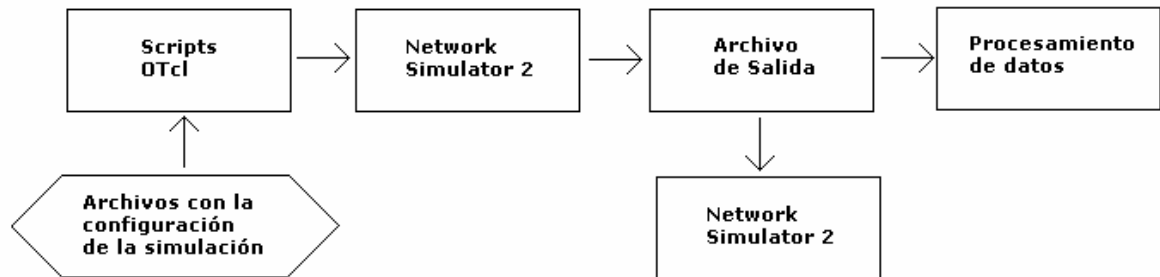 Scripts
OTcl
Network
Simulator 2
Archivo
de Salida
Procesamiento
de datos
Archivos con la
configuración
de la simulación
Network
Simulator 2